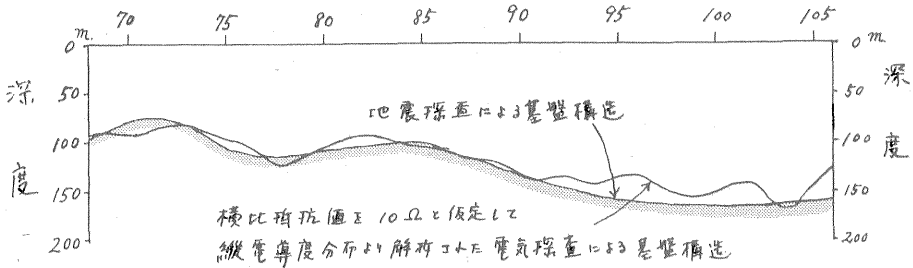 70 75 80 85 90 95 100 105
m. 0 50 100 150 200
深度
0 m. 50 100 150 200
深度
地震探査による基盤構造
横比抵抗値を10Ωと仮定して
縦電導度分布より解析された電気探査による基盤構造